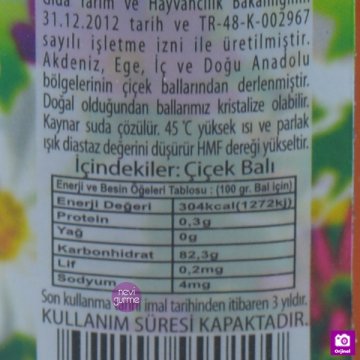 Gıda Tarım ve Hayvancılık Bakanlığının
31.12.2012 tarih ve TR-48-K-002967
sayılı işletme izni ile üretilmiştir.
Akdeniz, Ege, İç ve Doğu Anadolu
bölgelerinin çiçek ballarından derlenmiştir.
Doğal olduğundan ballarımız kristalize olabilir.
Kaynar suda çözülür. 45 °C yüksek ısı ve parlak
ışık diastaz değerini düşürür HMF dereği yükseltir.
İçindekiler: Çiçek Balı
Enerji ve Besin Öğeleri Tablosu : (100 gr. Bal için)
Enerji Değeri 304kcal(1272kj)
Protein 0,3g
Yağ 0g
Karbonhidrat 82,3g
Lif 0,2mg
Sodyum 4mg
nevi
gurme
Son kullanma tarihi imal tarihinden itibaren 3 yıldır.
KULLANIM SÜRESİ KAPAKTADIR.
Orijinal